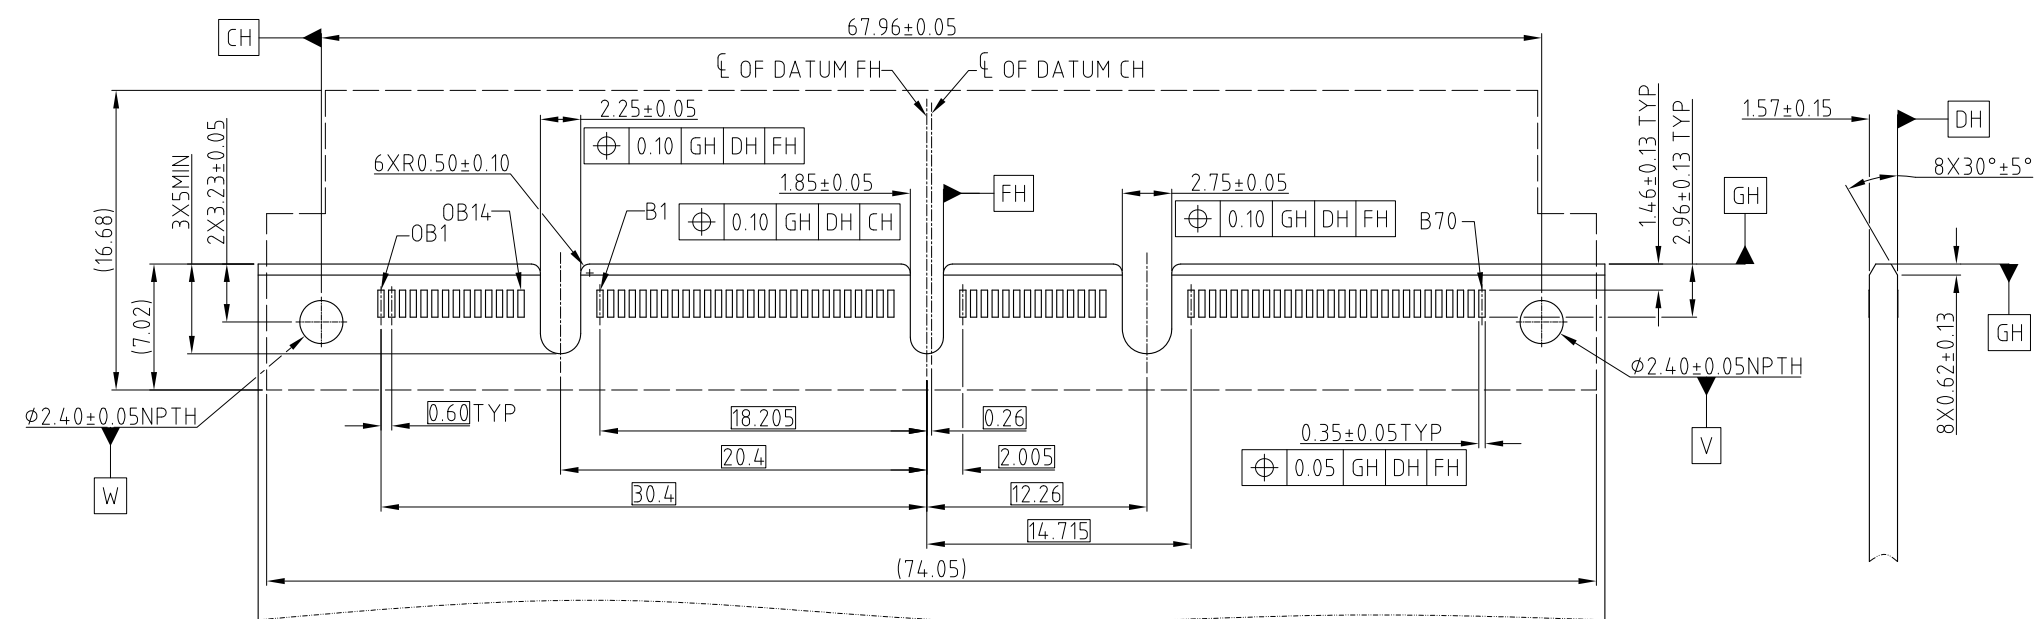 67.96±0.05
CH
℄ OF DATUM FH
℄ OF DATUM CH
2.25±0.05
⌖ 0.10 GH DH FH
6XR0.50±0.10
1.85±0.05
FH
⌖ 0.10 GH DH CH
2.75±0.05
⌖ 0.10 GH DH FH
1.46±0.13 TYP
2.96±0.13 TYP
1.57±0.15
DH
8X30°±5°
GH
(16.68)
3X5MIN
2X3.23±0.05
OB14
OB1
B1
B70
(7.02)
GH
8X0.62±0.13
⌀2.40±0.05NPTH
W
⌀2.40±0.05NPTH
V
0.60TYP
18.205
0.26
0.35±0.05TYP
⌖ 0.05 GH DH FH
20.4
2.005
30.4
12.26
14.715
(74.05)